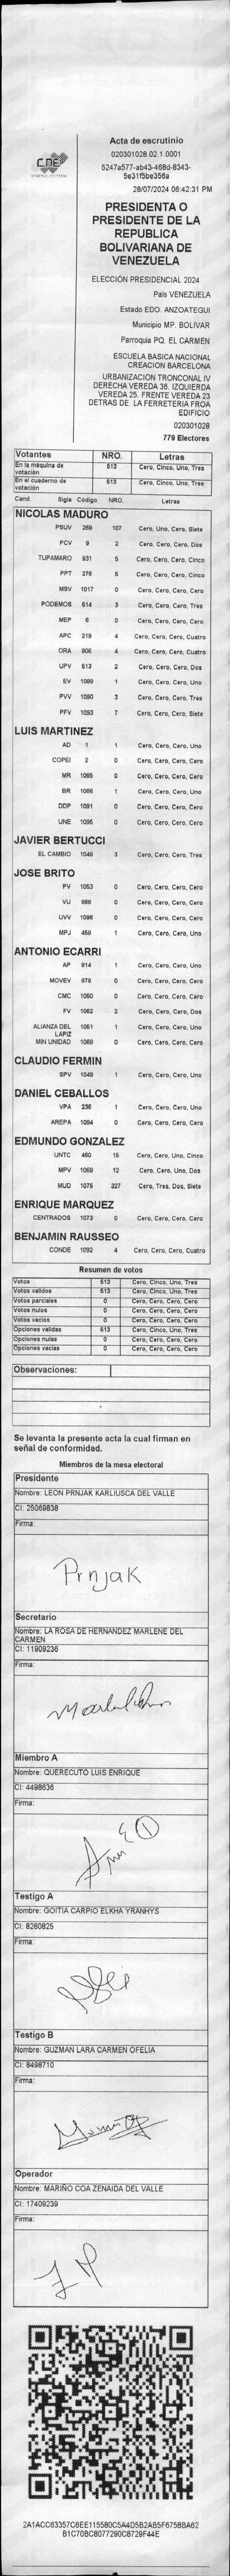 CNE
Acta de escrutinio
020301028.02.1.0001
5247a577-ab43-468d-8343-
5e31f5be356a
28/07/2024 06:42:31 PM
PRESIDENTA O
PRESIDENTE DE LA
REPUBLICA
BOLIVARIANA DE
VENEZUELA
ELECCIÓN PRESIDENCIAL 2024
País VENEZUELA
Estado EDO. ANZOATEGUI
Municipio MP. BOLIVAR
Parroquia PQ. EL CARMEN
ESCUELA BASICA NACIONAL
CREACION BARCELONA
URBANIZACION TRONCONAL IV
DERECHA VEREDA 36. IZQUIERDA
VEREDA 25. FRENTE VEREDA 23
DETRAS DE LA FERRETERIA FROA
EDIFICIO
020301028
779 Electores
Votantes NRO. Letras
En la máquina de votación 513 Cero, Cinco, Uno, Tres
En el cuaderno de votación 513 Cero, Cinco, Uno, Tres
Cand. Sigla Código NRO. Letras
NICOLAS MADURO
PSUV 269 107 Cero, Uno, Cero, Siete
PCV 9 2 Cero, Cero, Cero, Dos
TUPAMARO 931 5 Cero, Cero, Cero, Cinco
PPT 276 5 Cero, Cero, Cero, Cinco
MSV 1017 0 Cero, Cero, Cero, Cero
PODEMOS 514 3 Cero, Cero, Cero, Tres
MEP 6 0 Cero, Cero, Cero, Cero
APC 219 4 Cero, Cero, Cero, Cuatro
ORA 906 4 Cero, Cero, Cero, Cuatro
UPV 513 2 Cero, Cero, Cero, Dos
EV 1089 1 Cero, Cero, Cero, Uno
PVV 1090 3 Cero, Cero, Cero, Tres
PFV 1093 7 Cero, Cero, Cero, Siete
LUIS MARTINEZ
AD 1 1 Cero, Cero, Cero, Uno
COPEI 2 0 Cero, Cero, Cero, Cero
MR 1065 0 Cero, Cero, Cero, Cero
BR 1066 1 Cero, Cero, Cero, Uno
DDP 1091 0 Cero, Cero, Cero, Cero
UNE 1095 0 Cero, Cero, Cero, Cero
JAVIER BERTUCCI
EL CAMBIO 1048 3 Cero, Cero, Cero, Tres
JOSE BRITO
PV 1053 0 Cero, Cero, Cero, Cero
VU 868 0 Cero, Cero, Cero, Cero
UVV 1096 0 Cero, Cero, Cero, Cero
MPJ 458 1 Cero, Cero, Cero, Uno
ANTONIO ECARRI
AP 814 1 Cero, Cero, Cero, Uno
MOVEV 878 0 Cero, Cero, Cero, Cero
CMC 1050 0 Cero, Cero, Cero, Cero
FV 1062 2 Cero, Cero, Cero, Dos
ALIANZA DEL LAPIZ 1051 1 Cero, Cero, Cero, Uno
MIN UNIDAD 1088 0 Cero, Cero, Cero, Cero
CLAUDIO FERMIN
SPV 1049 1 Cero, Cero, Cero, Uno
DANIEL CEBALLOS
VPA 236 1 Cero, Cero, Cero, Uno
AREPA 1094 0 Cero, Cero, Cero, Cero
EDMUNDO GONZALEZ
UNTC 460 15 Cero, Cero, Uno, Cinco
MPV 1069 12 Cero, Cero, Uno, Dos
MUD 1075 327 Cero, Tres, Dos, Siete
ENRIQUE MARQUEZ
CENTRADOS 1073 0 Cero, Cero, Cero, Cero
BENJAMIN RAUSSEO
CONDE 1092 4 Cero, Cero, Cero, Cuatro
Resumen de votos
Votos 513 Cero, Cinco, Uno, Tres
Votos validos 513 Cero, Cinco, Uno, Tres
Votos parciales 0 Cero, Cero, Cero, Cero
Votos nulos 0 Cero, Cero, Cero, Cero
Votos vacios 0 Cero, Cero, Cero, Cero
Opciones validas 513 Cero, Cinco, Uno, Tres
Opciones nulas 0 Cero, Cero, Cero, Cero
Opciones vacias 0 Cero, Cero, Cero, Cero
Observaciones:
Se levanta la presente acta la cual firman en
señal de conformidad.
Miembros de la mesa electoral
Presidente
Nombre: LEON PRNJAK KARLIUSCA DEL VALLE
CI: 25069838
Firma:
Prnjak
Secretario
Nombre: LA ROSA DE HERNANDEZ MARLENE DEL
CARMEN
CI: 11909236
Firma:
Miembro A
Nombre: QUERECUTO LUIS ENRIQUE
CI: 4498636
Firma:
Testigo A
Nombre: GOITIA CARPIO ELKHA YRANHYS
CI: 8260825
Firma:
Testigo B
Nombre: GUZMAN LARA CARMEN OFELIA
CI: 8498710
Firma:
Operador
Nombre: MARIÑO COA ZENAIDA DEL VALLE
CI: 17409239
Firma:
2A1ACC63357C6EE115580C5A4D5B2AB5F6758BA62
B1C70BC8077290C8729F44E